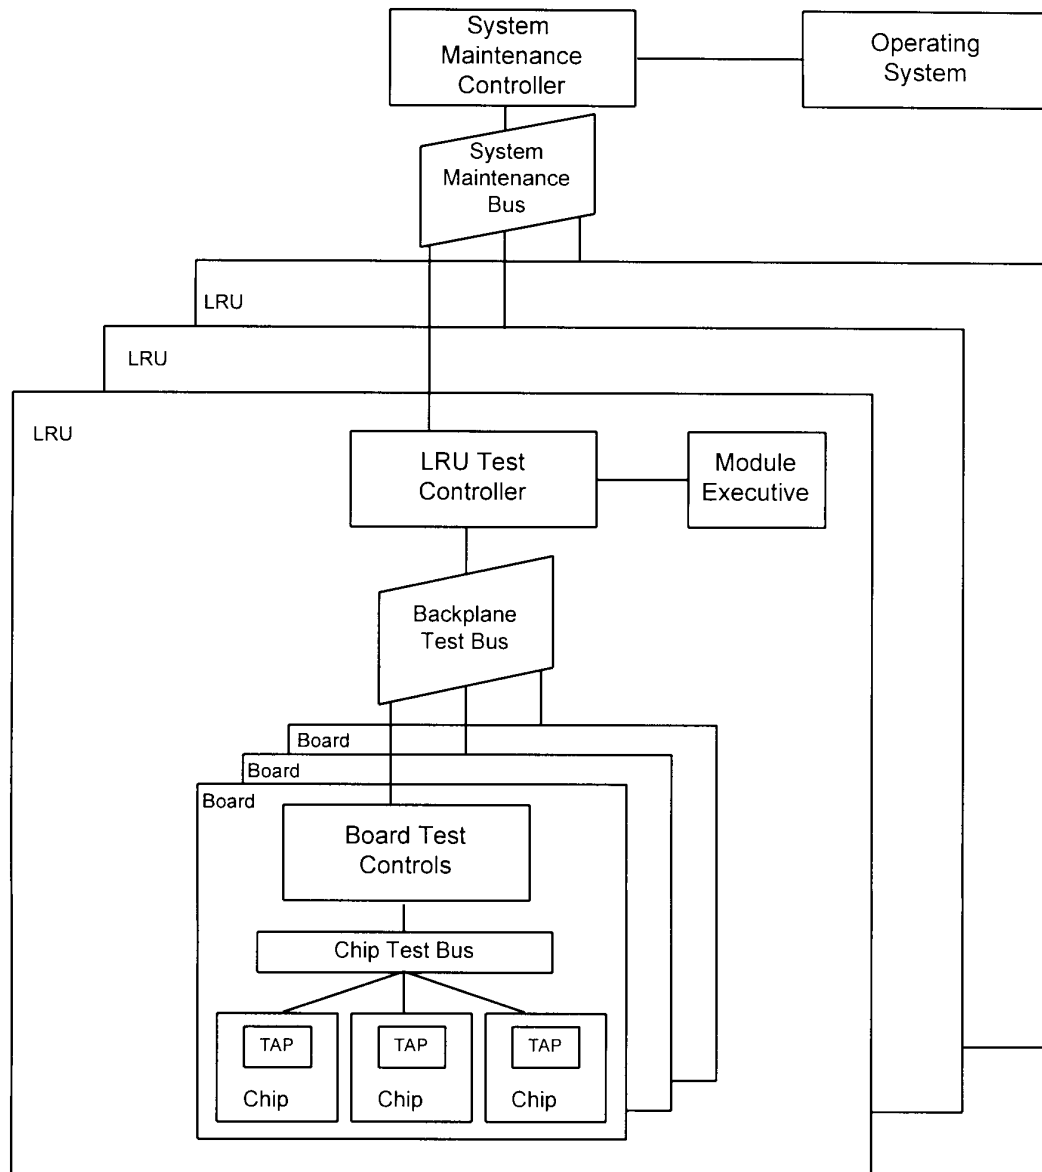 System
Maintenance
Controller
Operating
System
System
Maintenance
Bus
LRU
LRU
LRU
LRU Test
Controller
Module
Executive
Backplane
Test Bus
Board
Board
Board
Board Test
Controls
Chip Test Bus
TAP
TAP
TAP
Chip
Chip
Chip